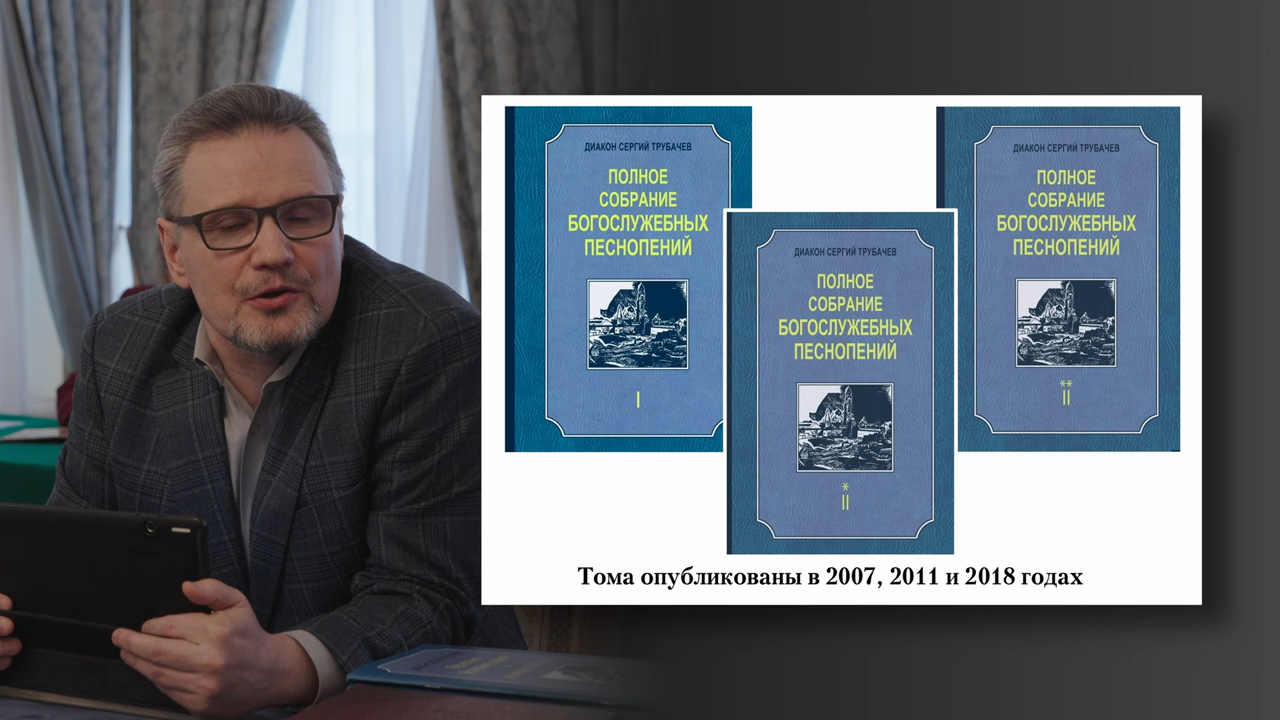 ДИАКОН СЕРГИЙ ТРУБАЧЕВ
ПОЛНОЕ
СОБРАНИЕ
БОГОСЛУЖЕБНЫХ
ПЕСНОПЕНИЙ
I
ДИАКОН СЕРГИЙ ТРУБАЧЕВ
ПОЛНОЕ
СОБРАНИЕ
БОГОСЛУЖЕБНЫХ
ПЕСНОПЕНИЙ
*
II
ДИАКОН СЕРГИЙ ТРУБАЧЕВ
ПОЛНОЕ
СОБРАНИЕ
БОГОСЛУЖЕБНЫХ
ПЕСНОПЕНИЙ
**
II
Тома опубликованы в 2007, 2011 и 2018 годах